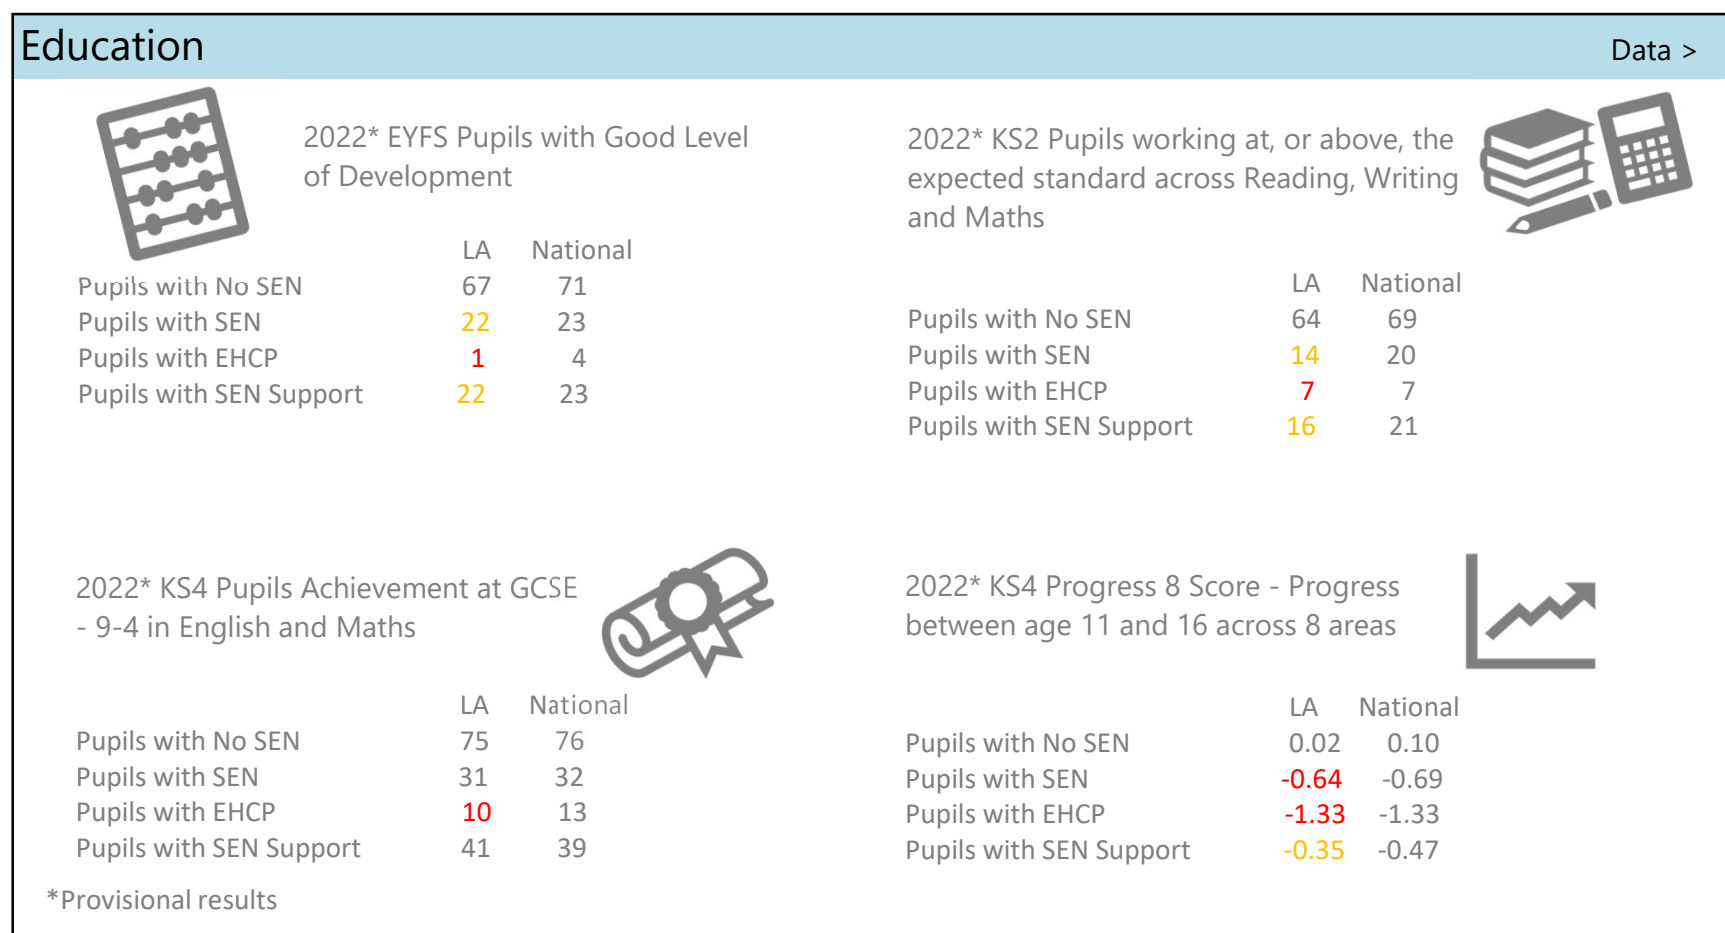 Education
Data >
2022* EYFS Pupils with Good Level
of Development
LA National
Pupils with No SEN 67 71
Pupils with SEN 22 23
Pupils with EHCP 1 4
Pupils with SEN Support 22 23
2022* KS2 Pupils working at, or above, the
expected standard across Reading, Writing
and Maths
LA National
Pupils with No SEN 64 69
Pupils with SEN 14 20
Pupils with EHCP 7 7
Pupils with SEN Support 16 21
2022* KS4 Pupils Achievement at GCSE
- 9-4 in English and Maths
LA National
Pupils with No SEN 75 76
Pupils with SEN 31 32
Pupils with EHCP 10 13
Pupils with SEN Support 41 39
2022* KS4 Progress 8 Score - Progress
between age 11 and 16 across 8 areas
LA National
Pupils with No SEN 0.02 0.10
Pupils with SEN -0.64 -0.69
Pupils with EHCP -1.33 -1.33
Pupils with SEN Support -0.35 -0.47
*Provisional results